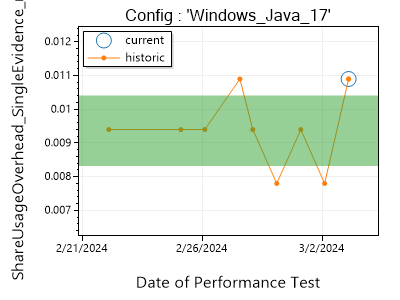 Config : 'Windows_Java_17'
ShareUsageOverhead_SingleEvidence_
current
historic
0.012
0.011
0.01
0.009
0.008
0.007
2/21/2024
2/26/2024
3/2/2024
Date of Performance Test